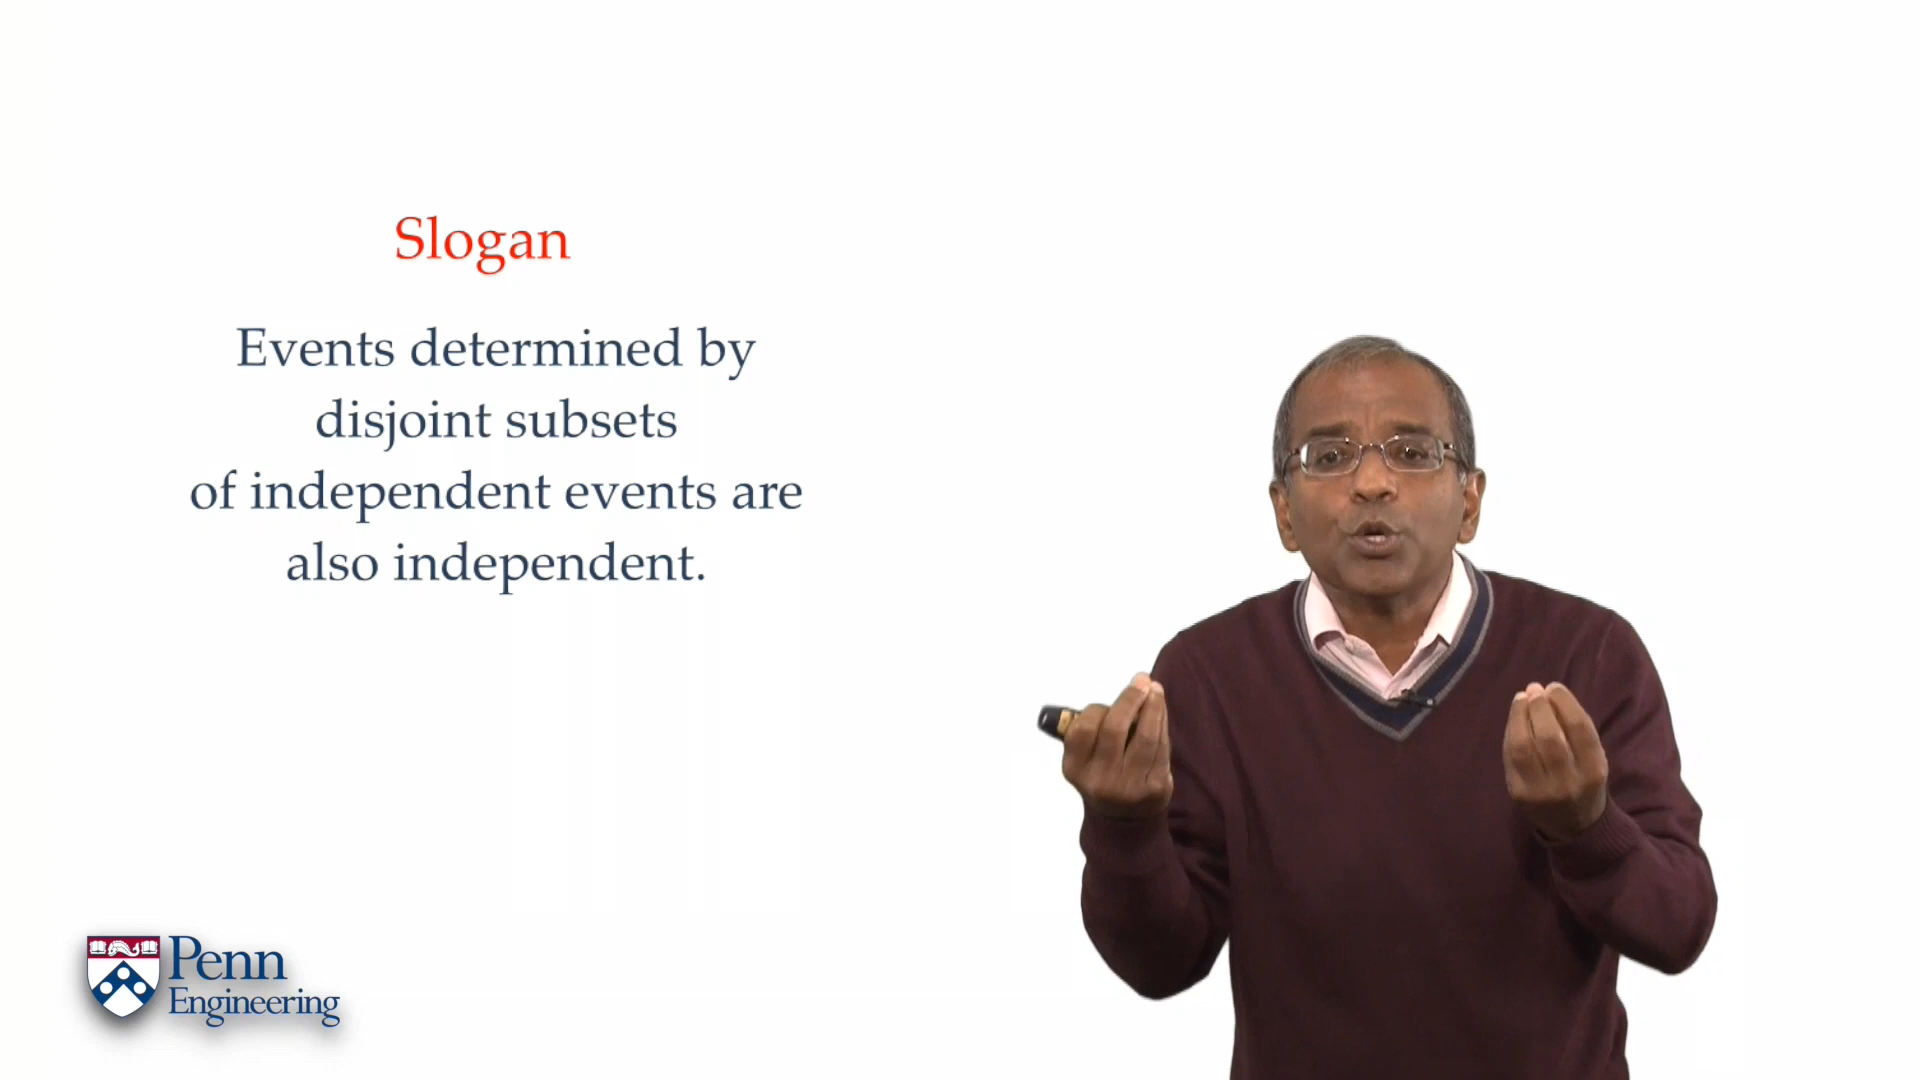 Slogan
Events determined by
disjoint subsets
of independent events are
also independent.
Penn
Engineering